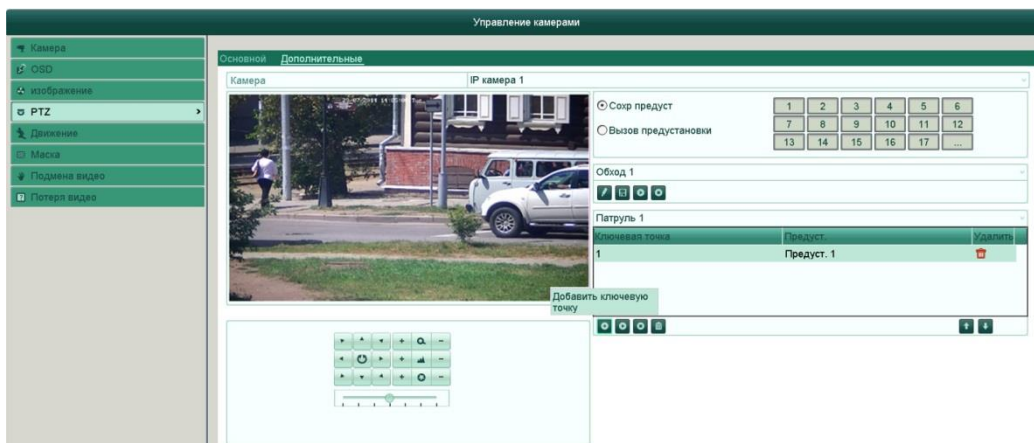 Управление камерами
Камера
OSD
изображение
PTZ
Движение
Маска
Подмена видео
Потеря видео
Основной Дополнительные
Камера IP камера 1
Сохр предуст
Вызов предустановки
1 2 3 4 5 6
7 8 9 10 11 12
13 14 15 16 17 ...
Обход 1
Патруль 1
Ключевая точка Предуст. Удалить
1 Предуст. 1
Добавить ключевую
точку